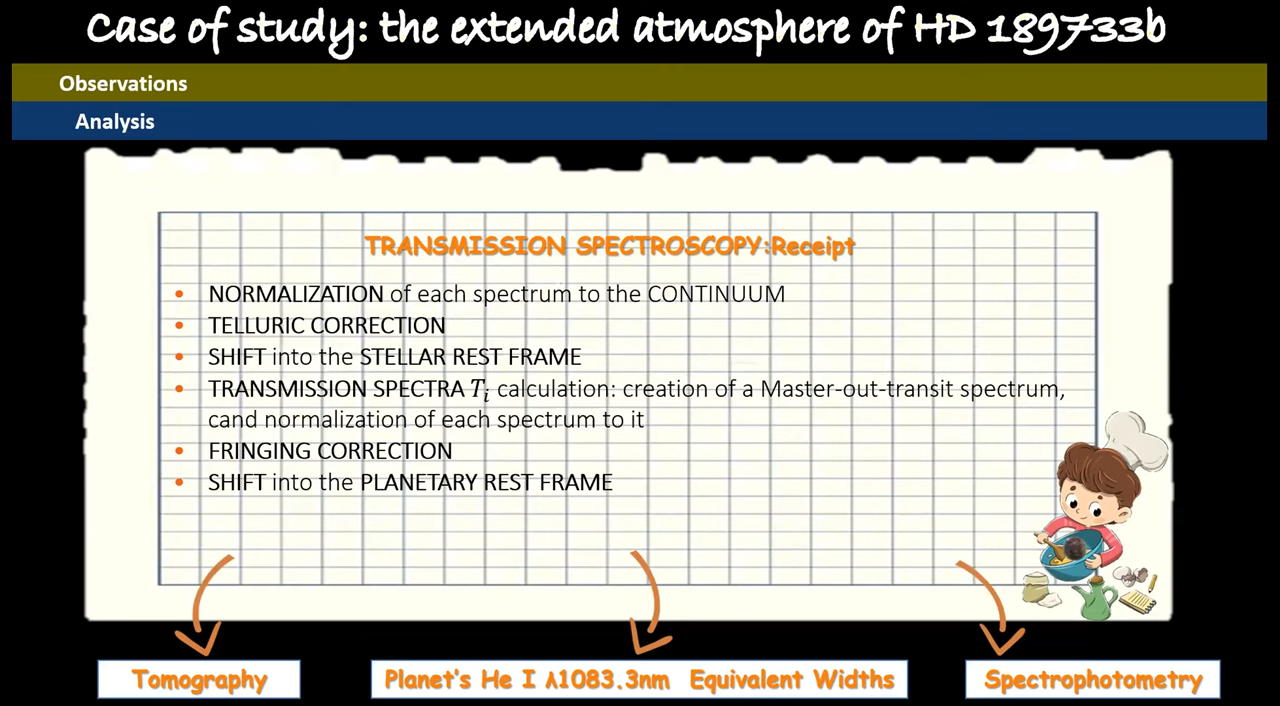 Case of study: the extended atmosphere of HD 189733b
Observations
Analysis
TRANSMISSION SPECTROSCOPY:Receipt
• NORMALIZATION of each spectrum to the CONTINUUM
• TELLURIC CORRECTION
• SHIFT into the STELLAR REST FRAME
• TRANSMISSION SPECTRA Tᵢ calculation: creation of a Master-out-transit spectrum,
cand normalization of each spectrum to it
• FRINGING CORRECTION
• SHIFT into the PLANETARY REST FRAME
Tomography
Planet's He I λ1083.3nm Equivalent Widths
Spectrophotometry